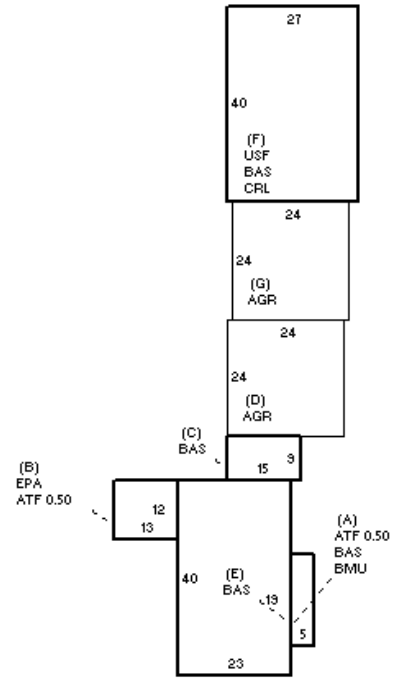 27
40
(F)
USF
BAS
CRL
24
24
(G)
AGR
24
24
(D)
AGR
(C)
BAS
9
15
(B)
EPA
ATF 0.50
12
13
(A)
ATF 0.50
BAS
BMU
40
(E)
BAS
19
5
23